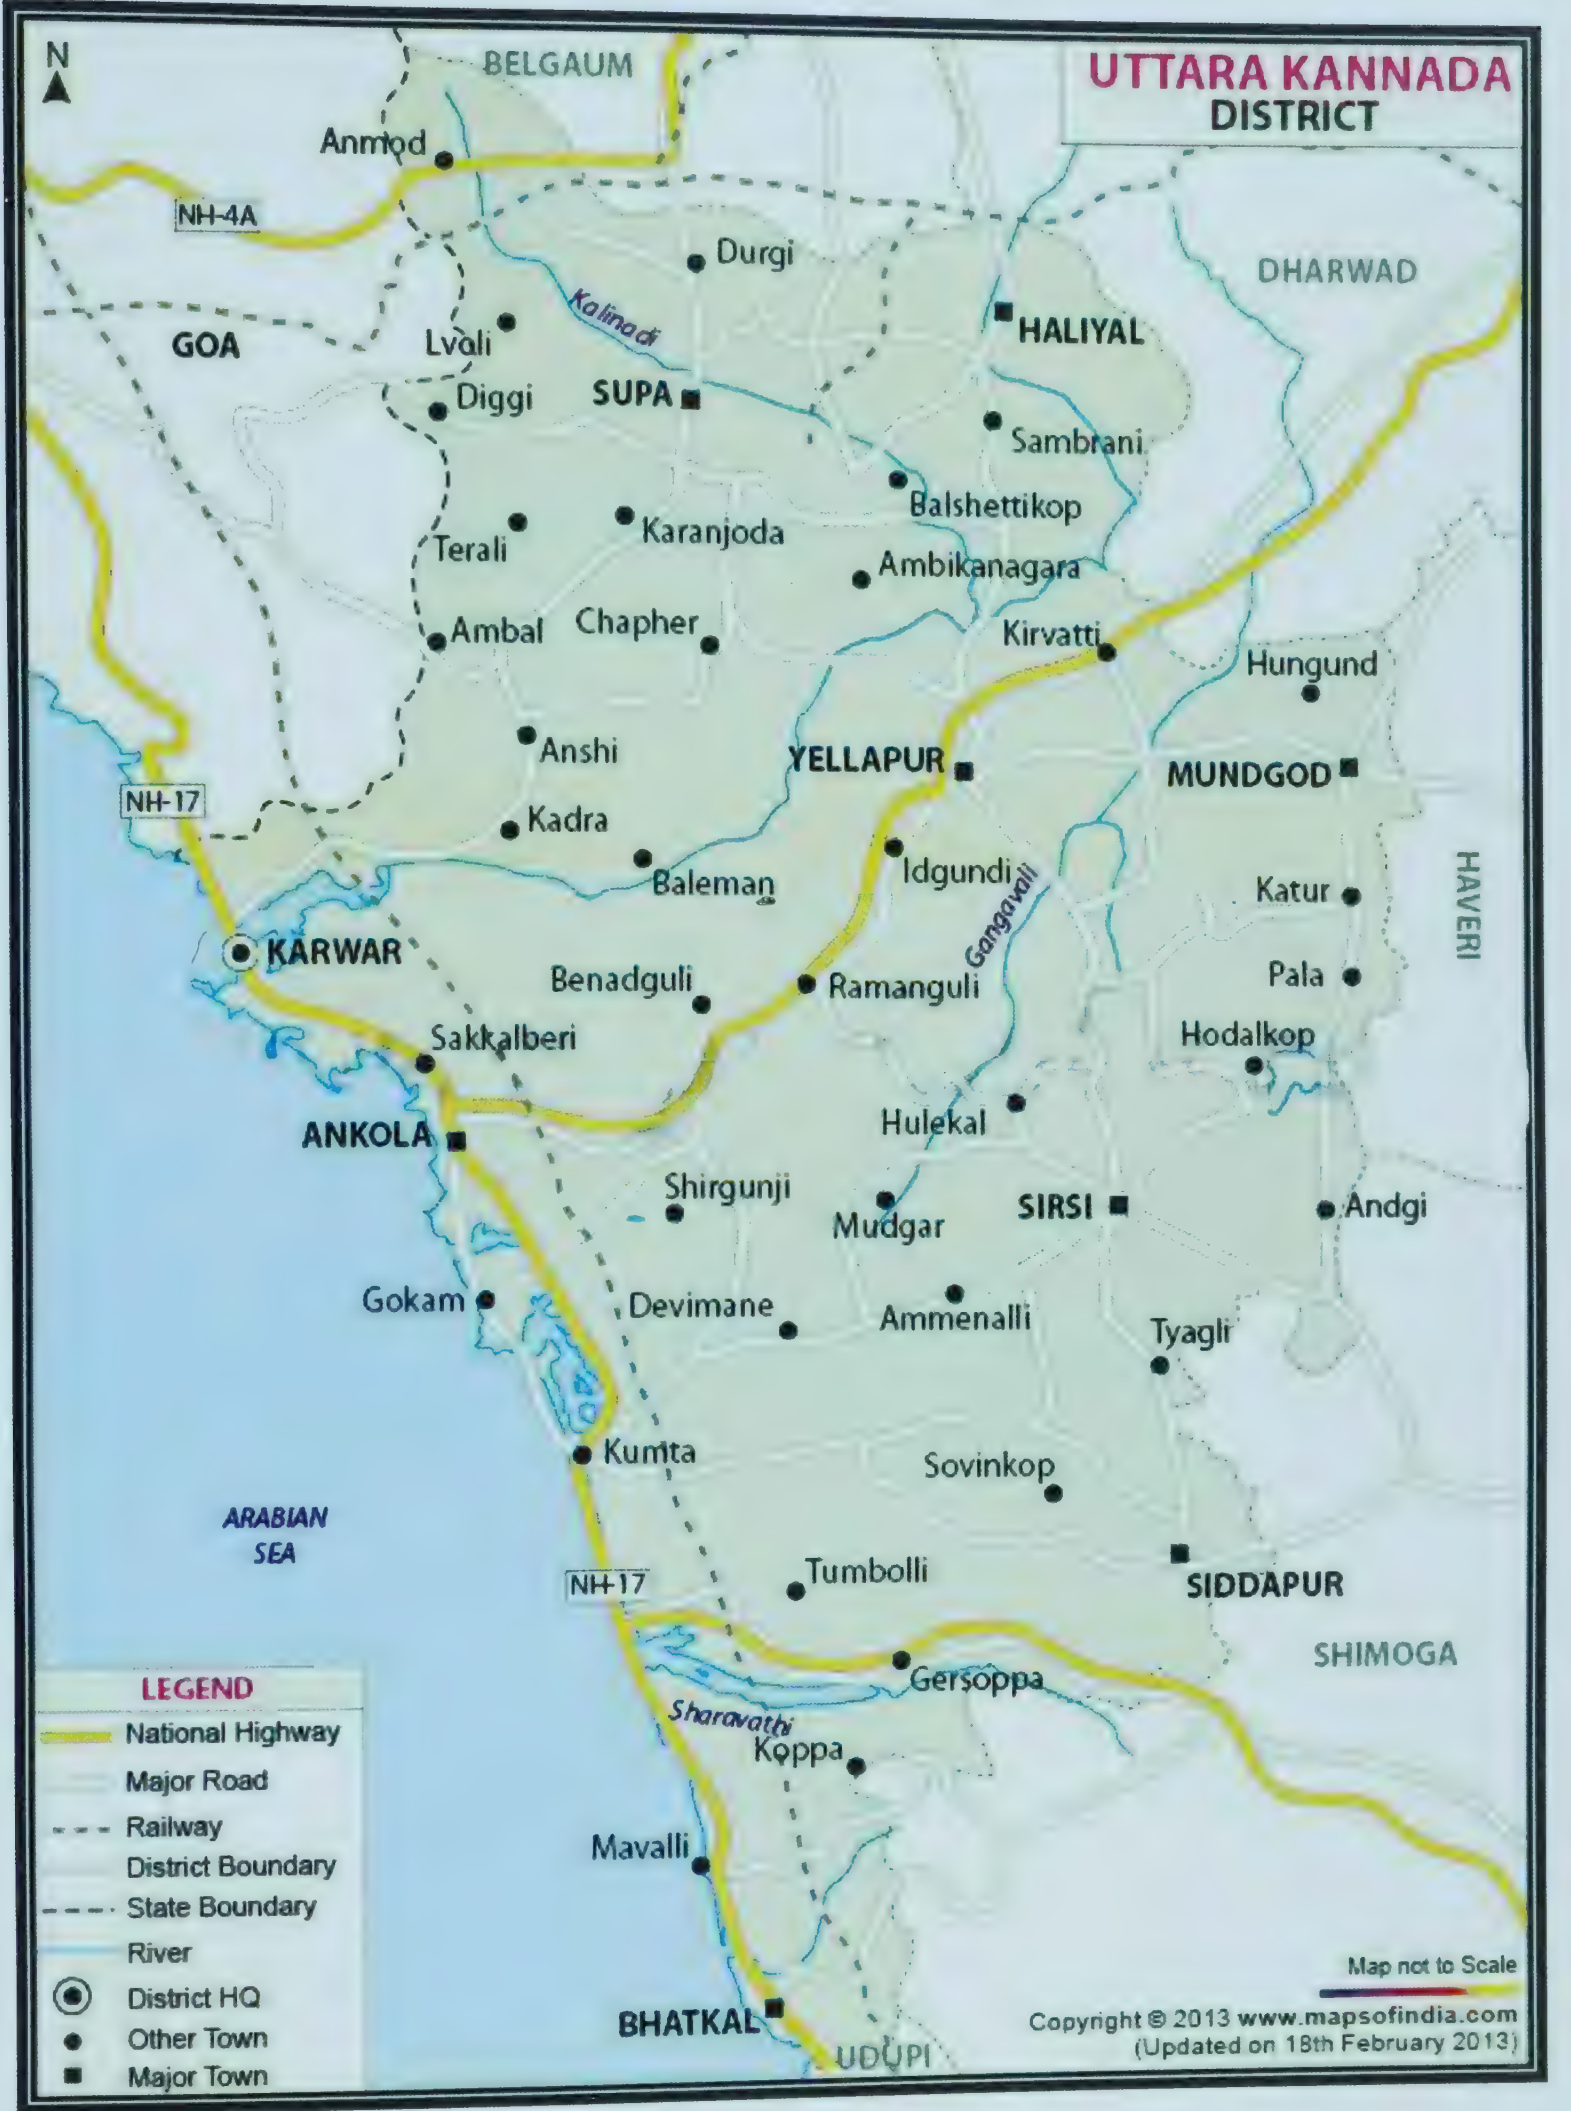 N
BELGAUM
UTTARA KANNADA
DISTRICT
Anmod
NH-4A
Durgi
DHARWAD
Kalinadi
HALIYAL
GOA
Lvoli
Diggi
SUPA
Sambrani
Balshettikop
Karanjoda
Terali
Ambikanagara
Ambal
Chapher
Kirvatti
Hungund
Anshi
YELLAPUR
MUNDGOD
NH-17
Kadra
Idgundi
Baleman
Katur
HAVERI
Gangavali
KARWAR
Benadguli
Ramanguli
Pala
Sakkalberi
Hodalkop
Hulekal
ANKOLA
Shirgunji
Mudgar
SIRSI
Andgi
Gokam
Devimane
Ammenalli
Tyagli
Kumta
Sovinkop
ARABIAN
SEA
NH-17
Tumbolli
SIDDAPUR
SHIMOGA
Gersoppa
Sharavathi
Koppa
Mavalli
BHATKAL
UDUPI
LEGEND
National Highway
Major Road
Railway
District Boundary
State Boundary
River
District HQ
Other Town
Major Town
Map not to Scale
Copyright © 2013 www.mapsofindia.com
(Updated on 18th February 2013)